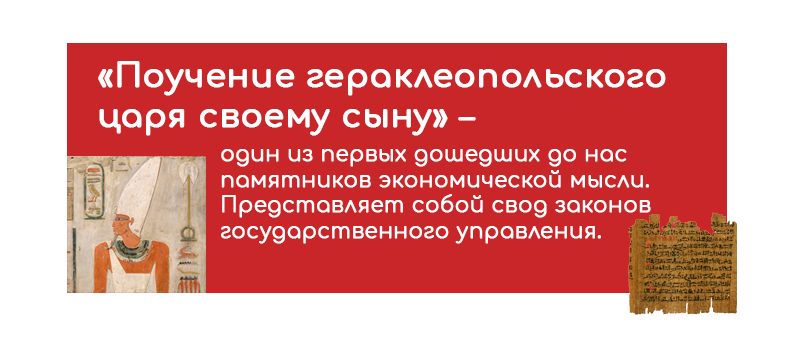 «Поучение гераклеопольского
царя своему сыну» –
один из первых дошедших до нас
памятников экономической мысли.
Представляет собой свод законов
государственного управления.